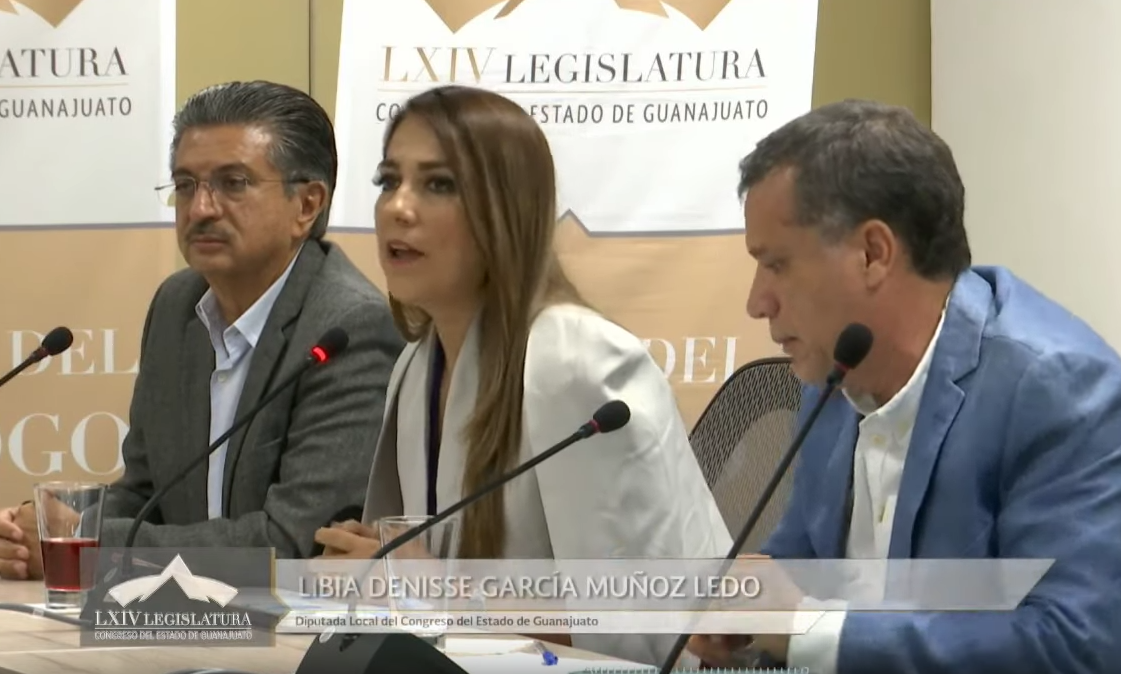 ATURA
GUANAJUATO
LXIV LEGISLATURA
CO ESTADO DE GUANAJUATO
DEL
OGO
DEL
LIBIA DENISSE GARCÍA MUÑOZ LEDO
Diputada Local del Congreso del Estado de Guanajuato
LXIV LEGISLATURA
CONGRESO DEL ESTADO DE GUANAJUATO